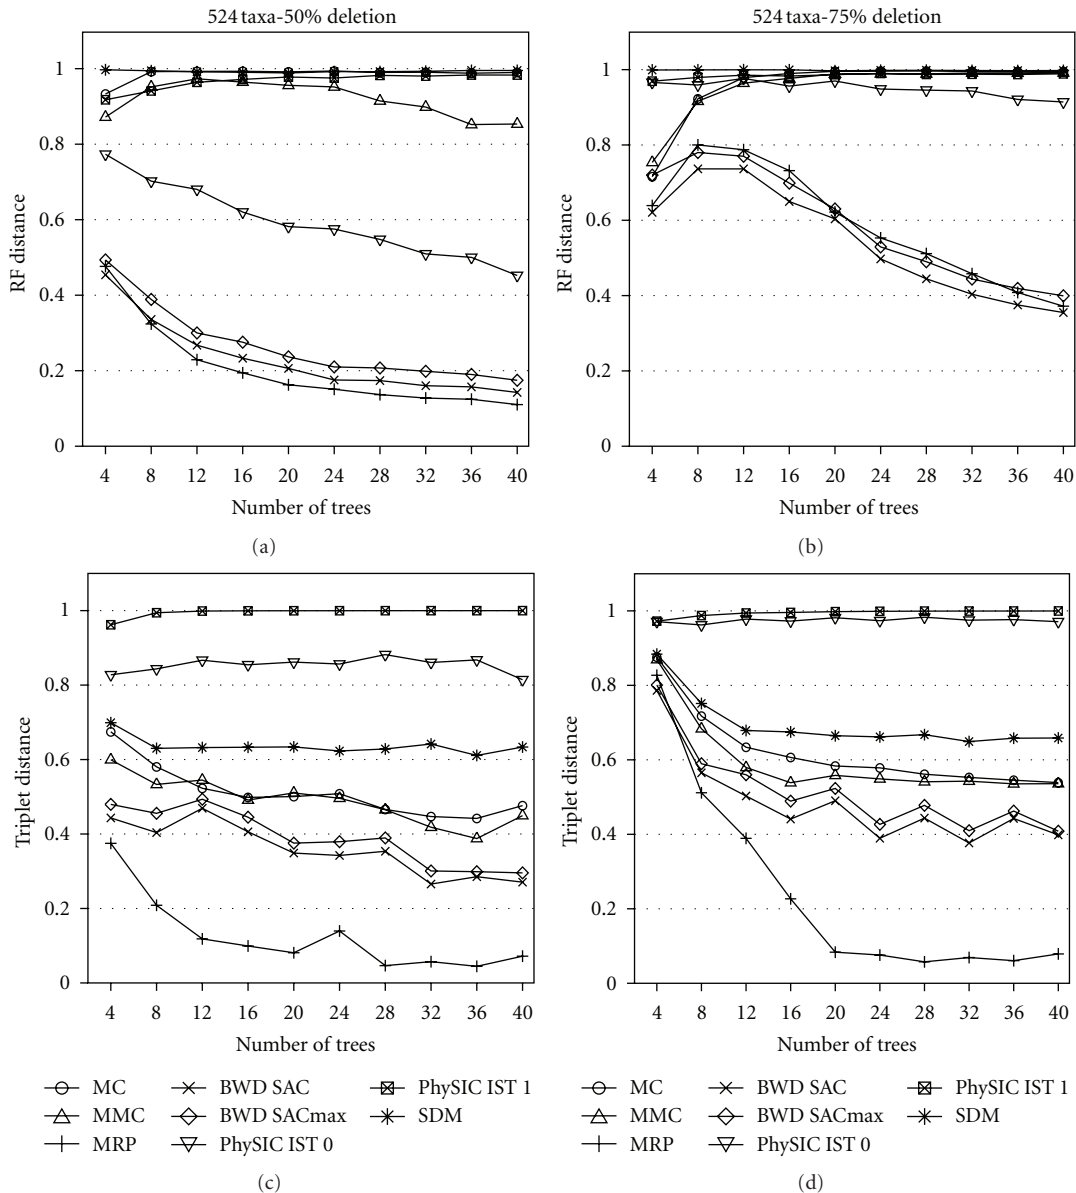 524 taxa-50% deletion
1
0.8
0.6
0.4
0.2
0
RF distance
4 8 12 16 20 24 28 32 36 40
Number of trees
(a)
524 taxa-75% deletion
1
0.8
0.6
0.4
0.2
0
RF distance
4 8 12 16 20 24 28 32 36 40
Number of trees
(b)
1
0.8
0.6
0.4
0.2
0
Triplet distance
4 8 12 16 20 24 28 32 36 40
Number of trees
MC BWD SAC PhySIC IST 1
MMC BWD SACmax SDM
MRP PhySIC IST 0
(c)
1
0.8
0.6
0.4
0.2
0
Triplet distance
4 8 12 16 20 24 28 32 36 40
Number of trees
MC BWD SAC PhySIC IST 1
MMC BWD SACmax SDM
MRP PhySIC IST 0
(d)